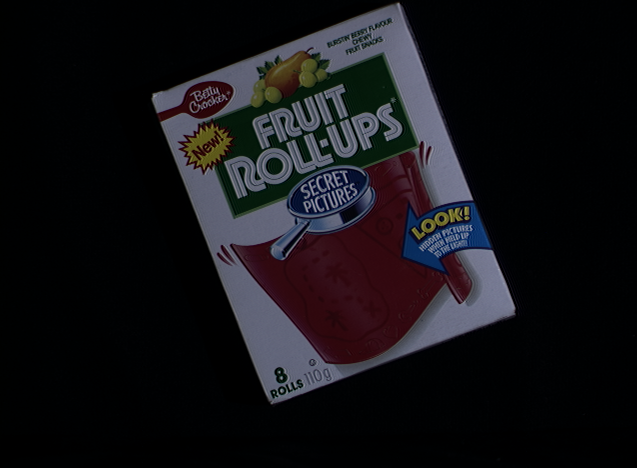 BURSTIN' BERRY FLAVOUR
CHEWY
FRUIT SNACKS
Betty
Crocker®
New!
FRUIT
ROLL-UPS®
SECRET
PICTURES
LOOK!
HIDDEN PICTURES
WHEN HELD UP
TO THE LIGHT!
8
ROLLS 110g